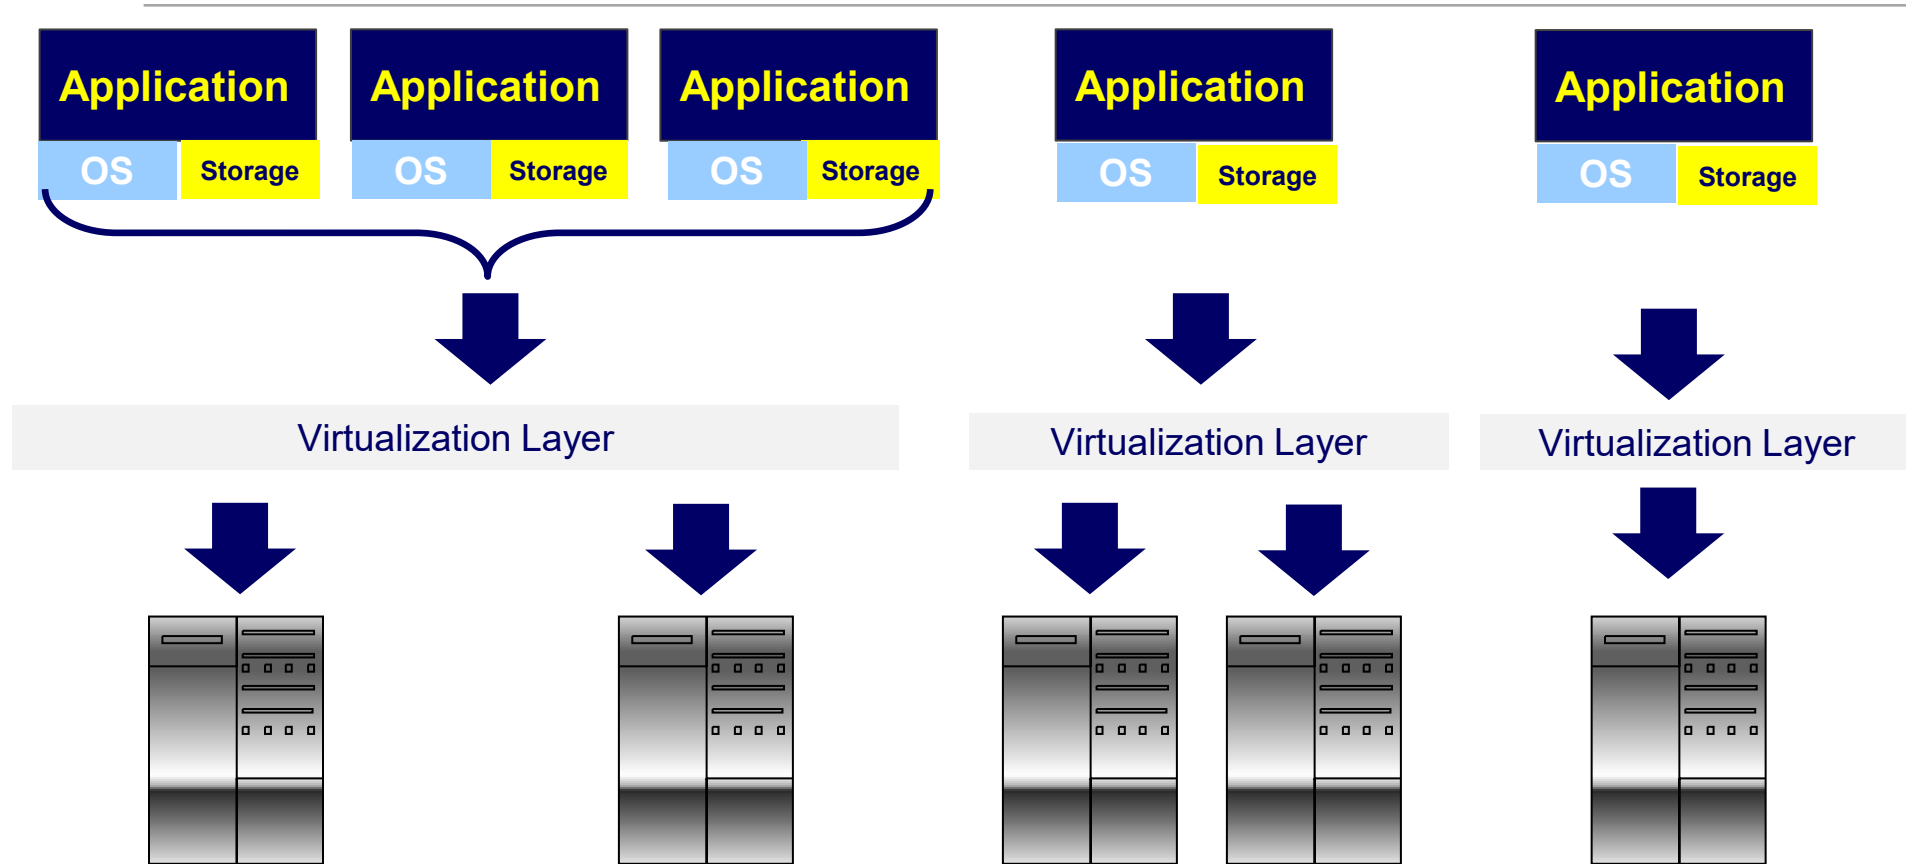 Application Application Application Application Application
OS Storage OS Storage OS Storage OS Storage OS Storage
Virtualization Layer Virtualization Layer Virtualization Layer